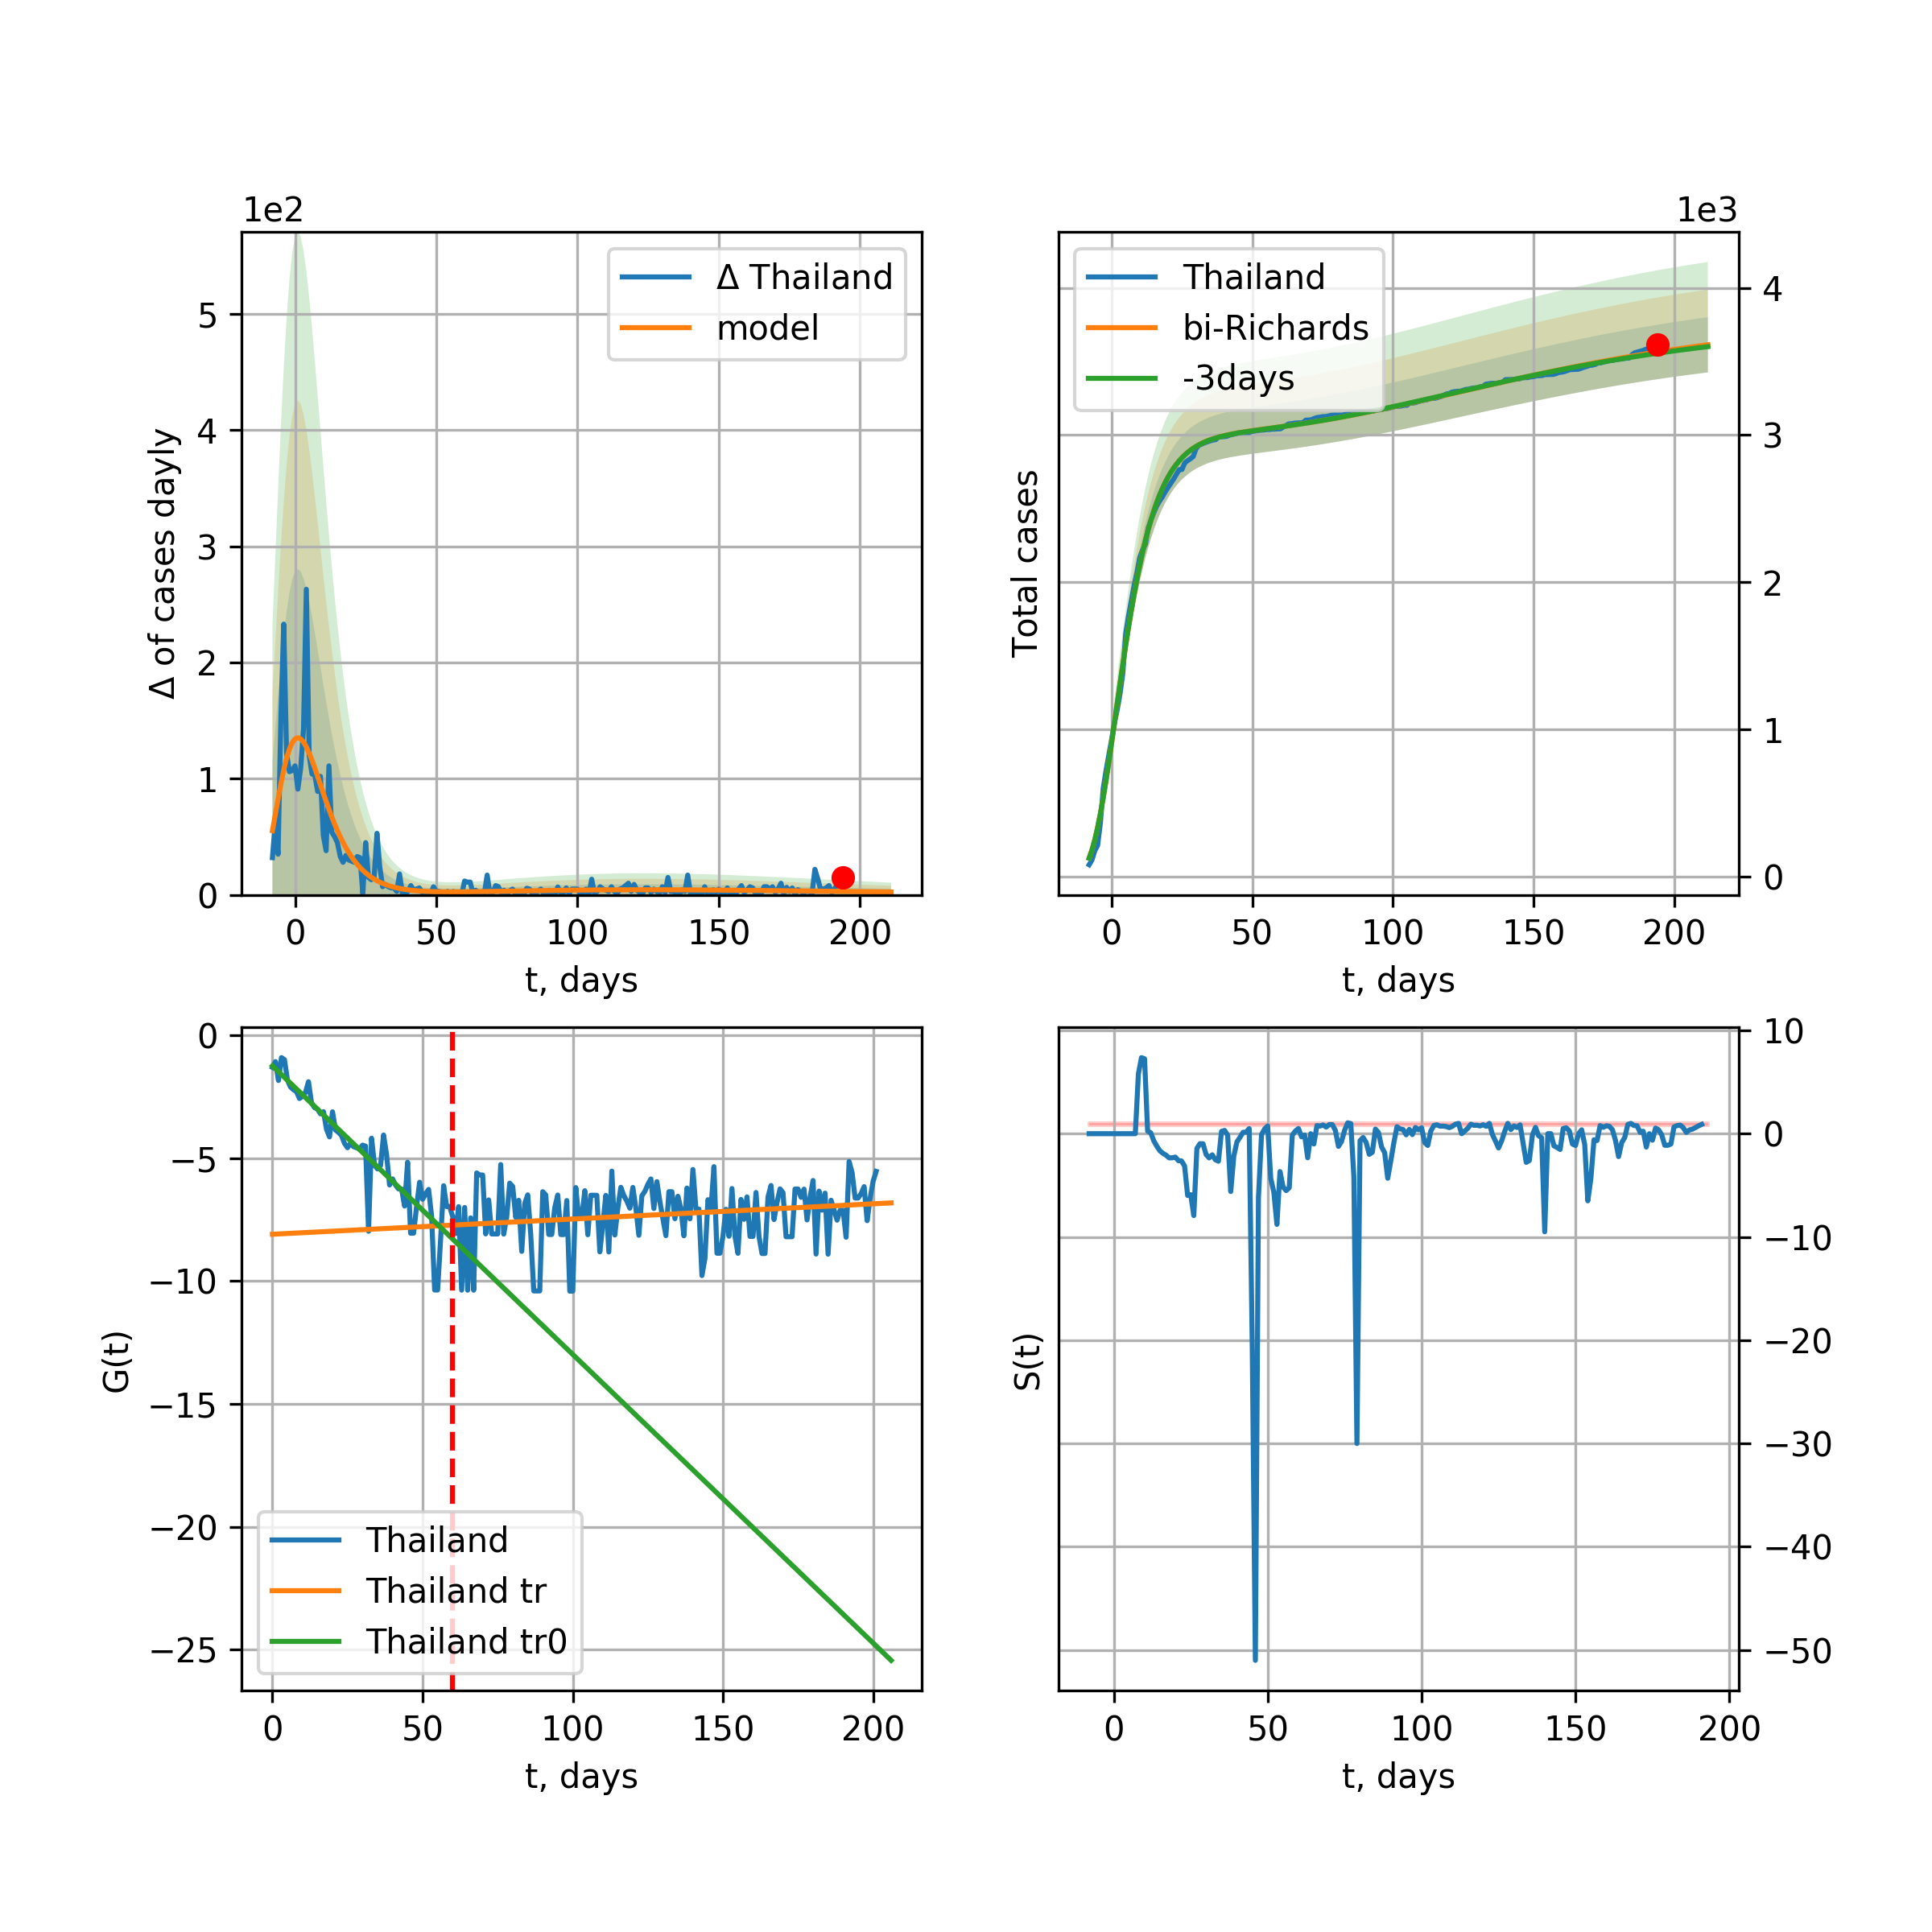 1e2
Δ Thailand
model
5
4
3
2
1
0
Δ of cases dayly
0 50 100 150 200
t, days
1e3
Thailand
bi-Richards
-3days
4
3
2
1
0
Total cases
0 50 100 150 200
t, days
0
−5
−10
−15
−20
−25
G(t)
Thailand
Thailand tr
Thailand tr0
0 50 100 150 200
t, days
10
0
−10
−20
−30
−40
−50
S(t)
0 50 100 150 200
t, days